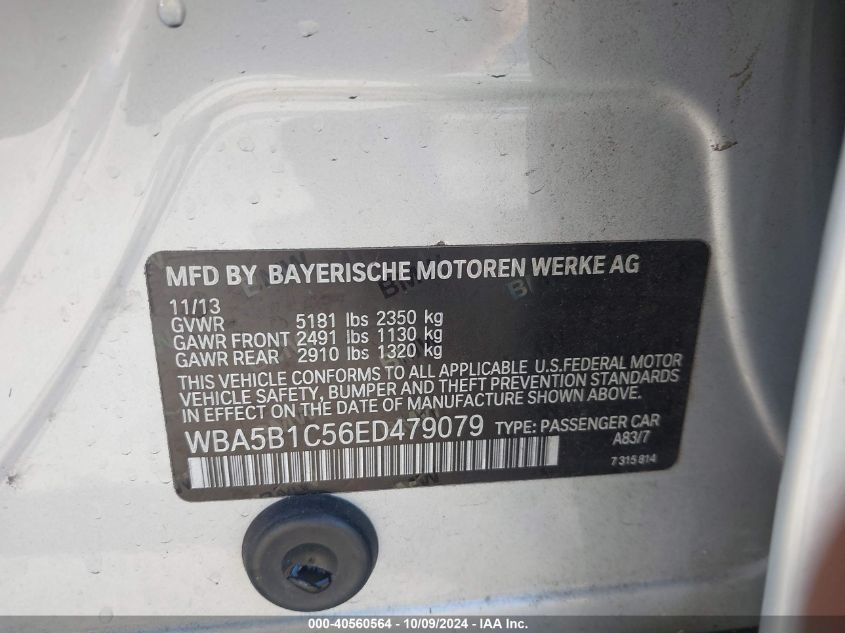 MFD BY BAYERISCHE MOTOREN WERKE AG
11/13
GVWR 5181 lbs 2350 kg
GAWR FRONT 2491 lbs 1130 kg
GAWR REAR 2910 lbs 1320 kg
THIS VEHICLE CONFORMS TO ALL APPLICABLE U.S.FEDERAL MOTOR
VEHICLE SAFETY, BUMPER AND THEFT PREVENTION STANDARDS
IN EFFECT ON THE DATE OF MANUFACTURE SHOWN ABOVE.
WBA5B1C56ED479079 TYPE: PASSENGER CAR
A83/7
7 315 814
000-40560564 - 10/09/2024 - IAA Inc.